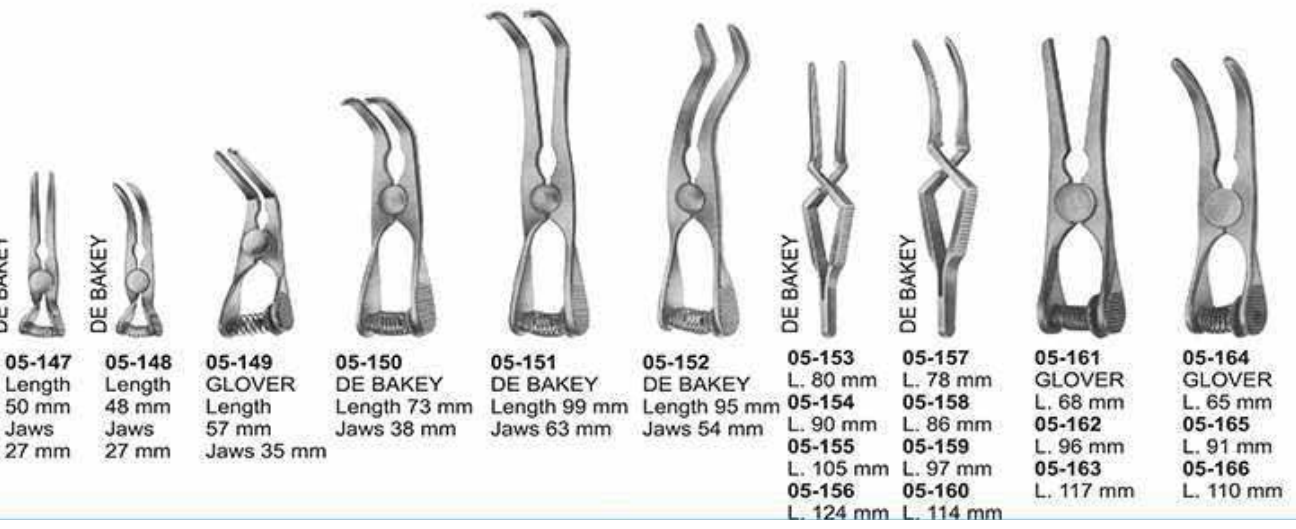 DE BAKEY
05-147
Length
50 mm
Jaws
27 mm
DE BAKEY
05-148
Length
48 mm
Jaws
27 mm
05-149
GLOVER
Length
57 mm
Jaws 35 mm
05-150
DE BAKEY
Length 73 mm
Jaws 38 mm
05-151
DE BAKEY
Length 99 mm
Jaws 63 mm
05-152
DE BAKEY
Length 95 mm
Jaws 54 mm
DE BAKEY
05-153
L. 80 mm
05-154
L. 90 mm
05-155
L. 105 mm
05-156
L. 124 mm
DE BAKEY
05-157
L. 78 mm
05-158
L. 86 mm
05-159
L. 97 mm
05-160
L. 114 mm
05-161
GLOVER
L. 68 mm
05-162
L. 96 mm
05-163
L. 117 mm
05-164
GLOVER
L. 65 mm
05-165
L. 91 mm
05-166
L. 110 mm